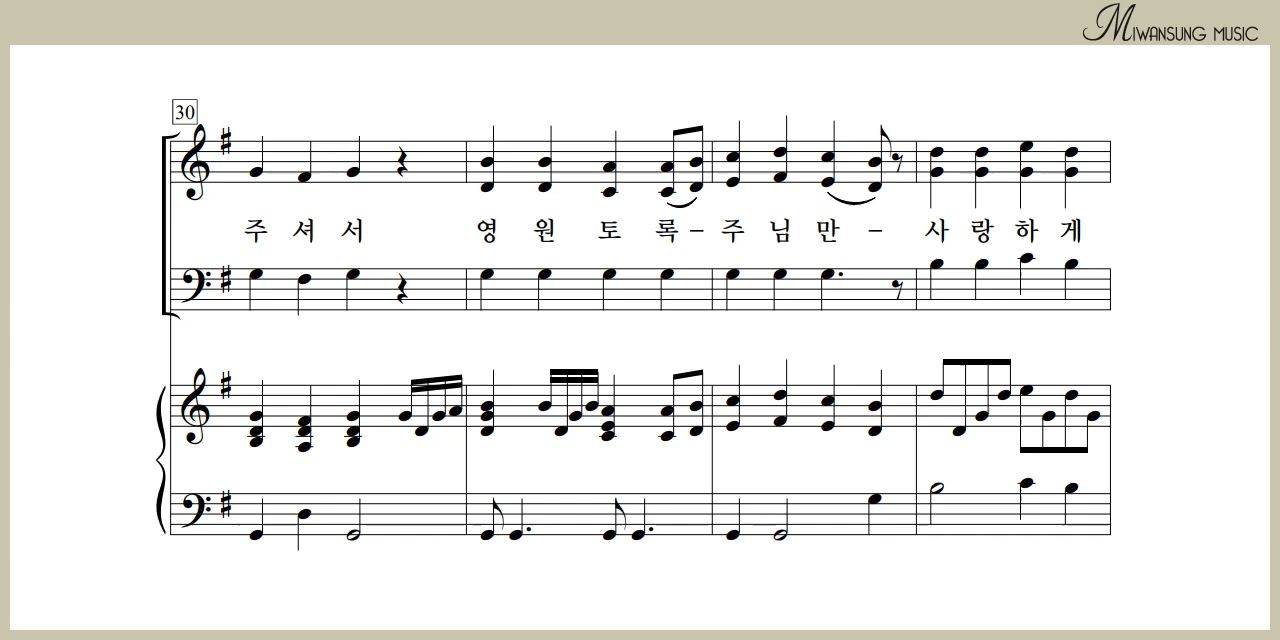 MIWANSUNG MUSIC
30
주 셔 서 영 원 토 록 – 주 님 만 – 사 랑 하 게